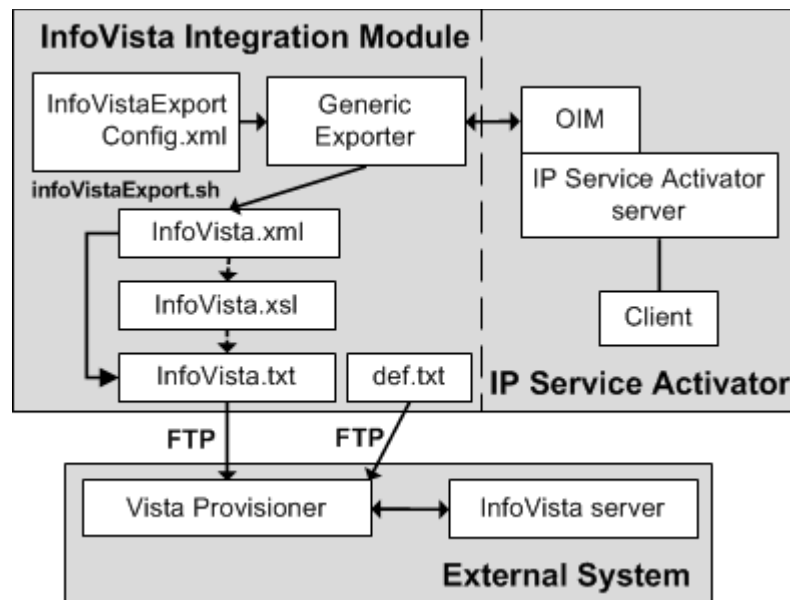 InfoVista Integration Module
InfoVistaExport
Config.xml
Generic
Exporter
OIM
IP Service Activator
server
infoVistaExport.sh
InfoVista.xml
InfoVista.xsl
Client
InfoVista.txt
def.txt
IP Service Activator
FTP
FTP
Vista Provisioner
InfoVista server
External System